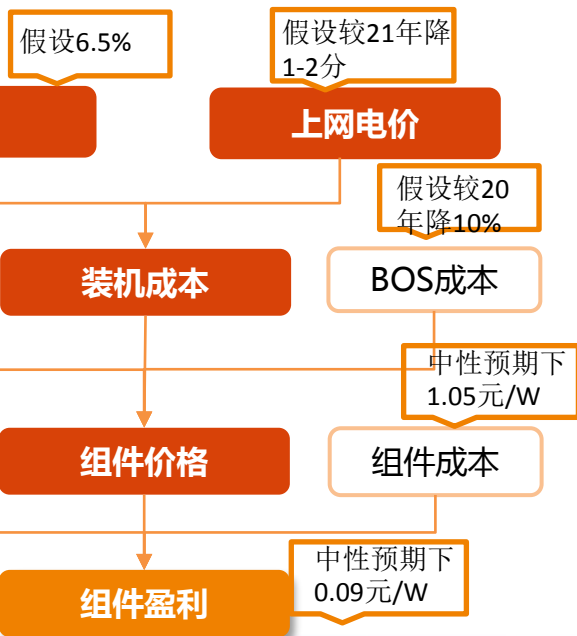 假设6.5%
假设较21年降
1-2分
上网电价
假设较20
年降10%
装机成本
BOS成本
中性预期下
1.05元/W
组件价格
组件成本
中性预期下
0.09元/W
组件盈利